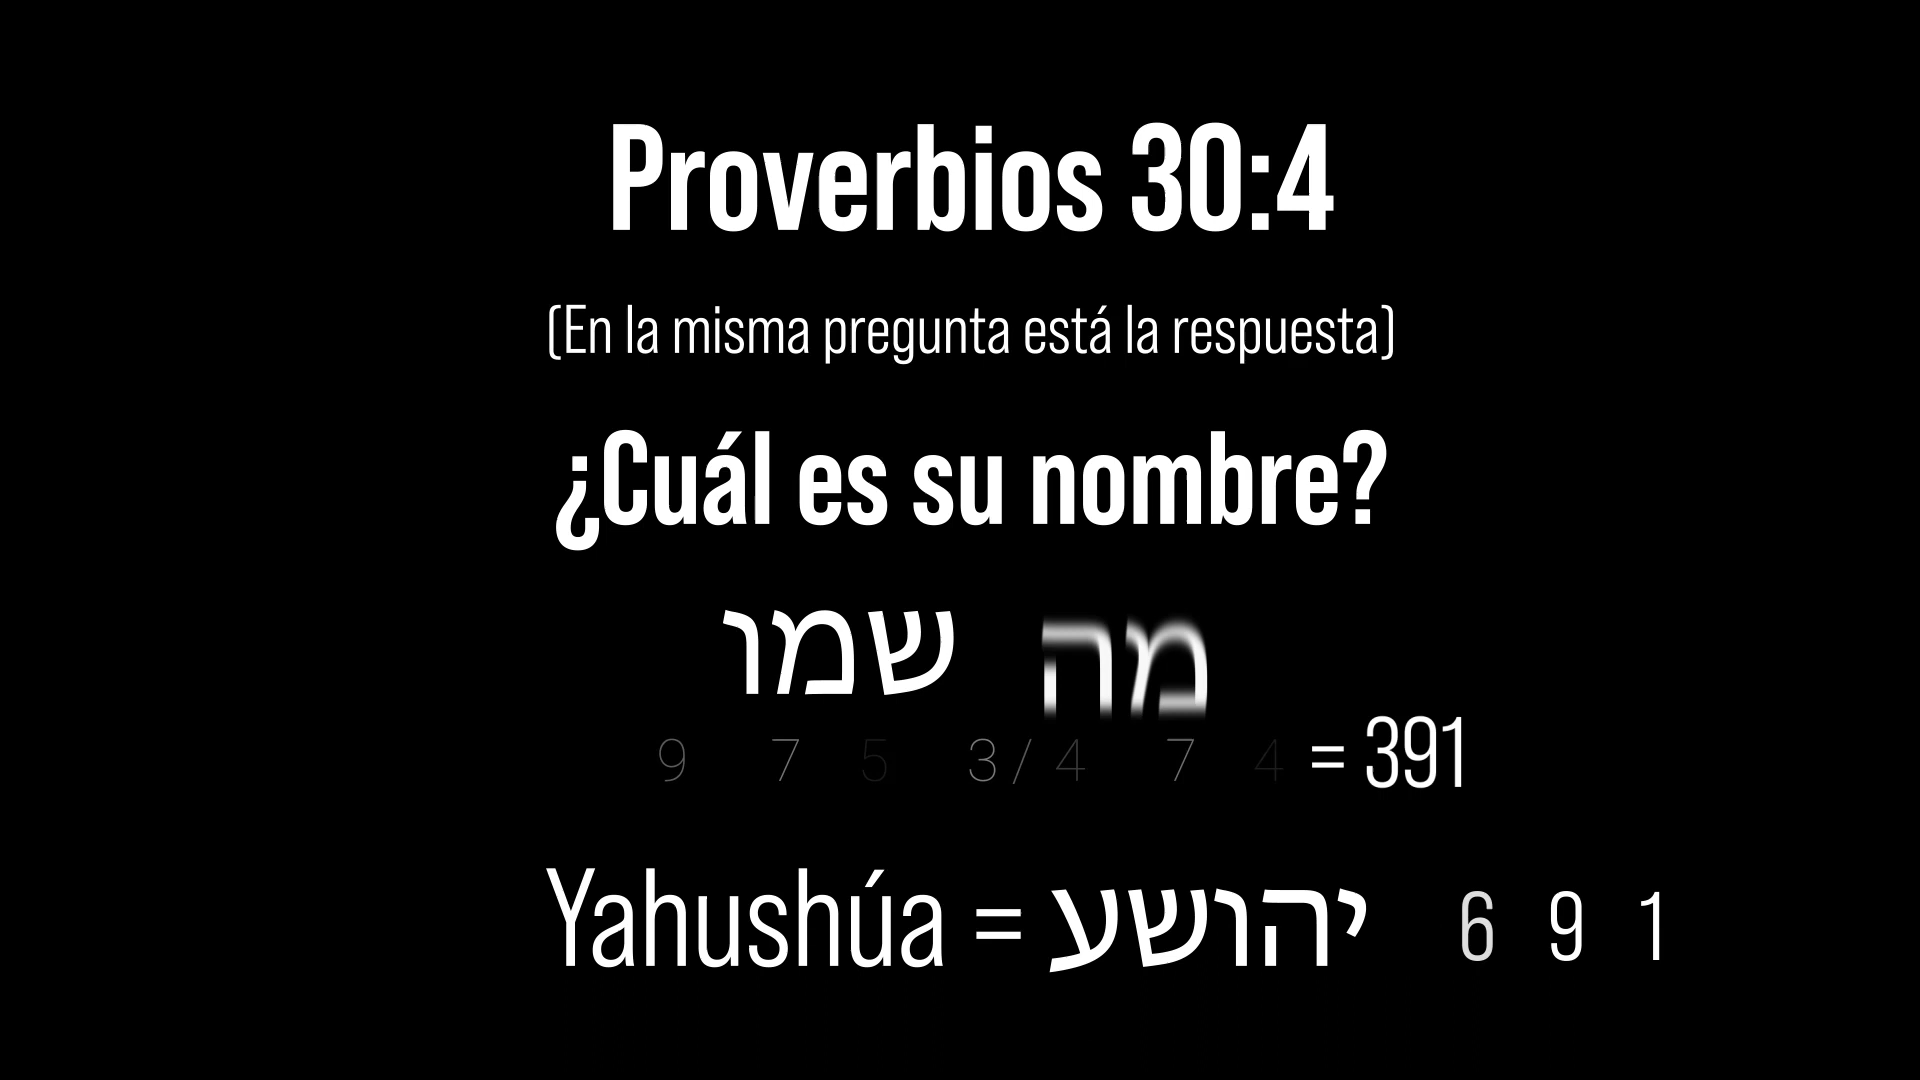 Proverbios 30:4
(En la misma pregunta está la respuesta)
¿Cuál es su nombre?
מה שמו
9 7 5 3 / 4 7 4 = 391
Yahushúa = יהושע 6 9 1